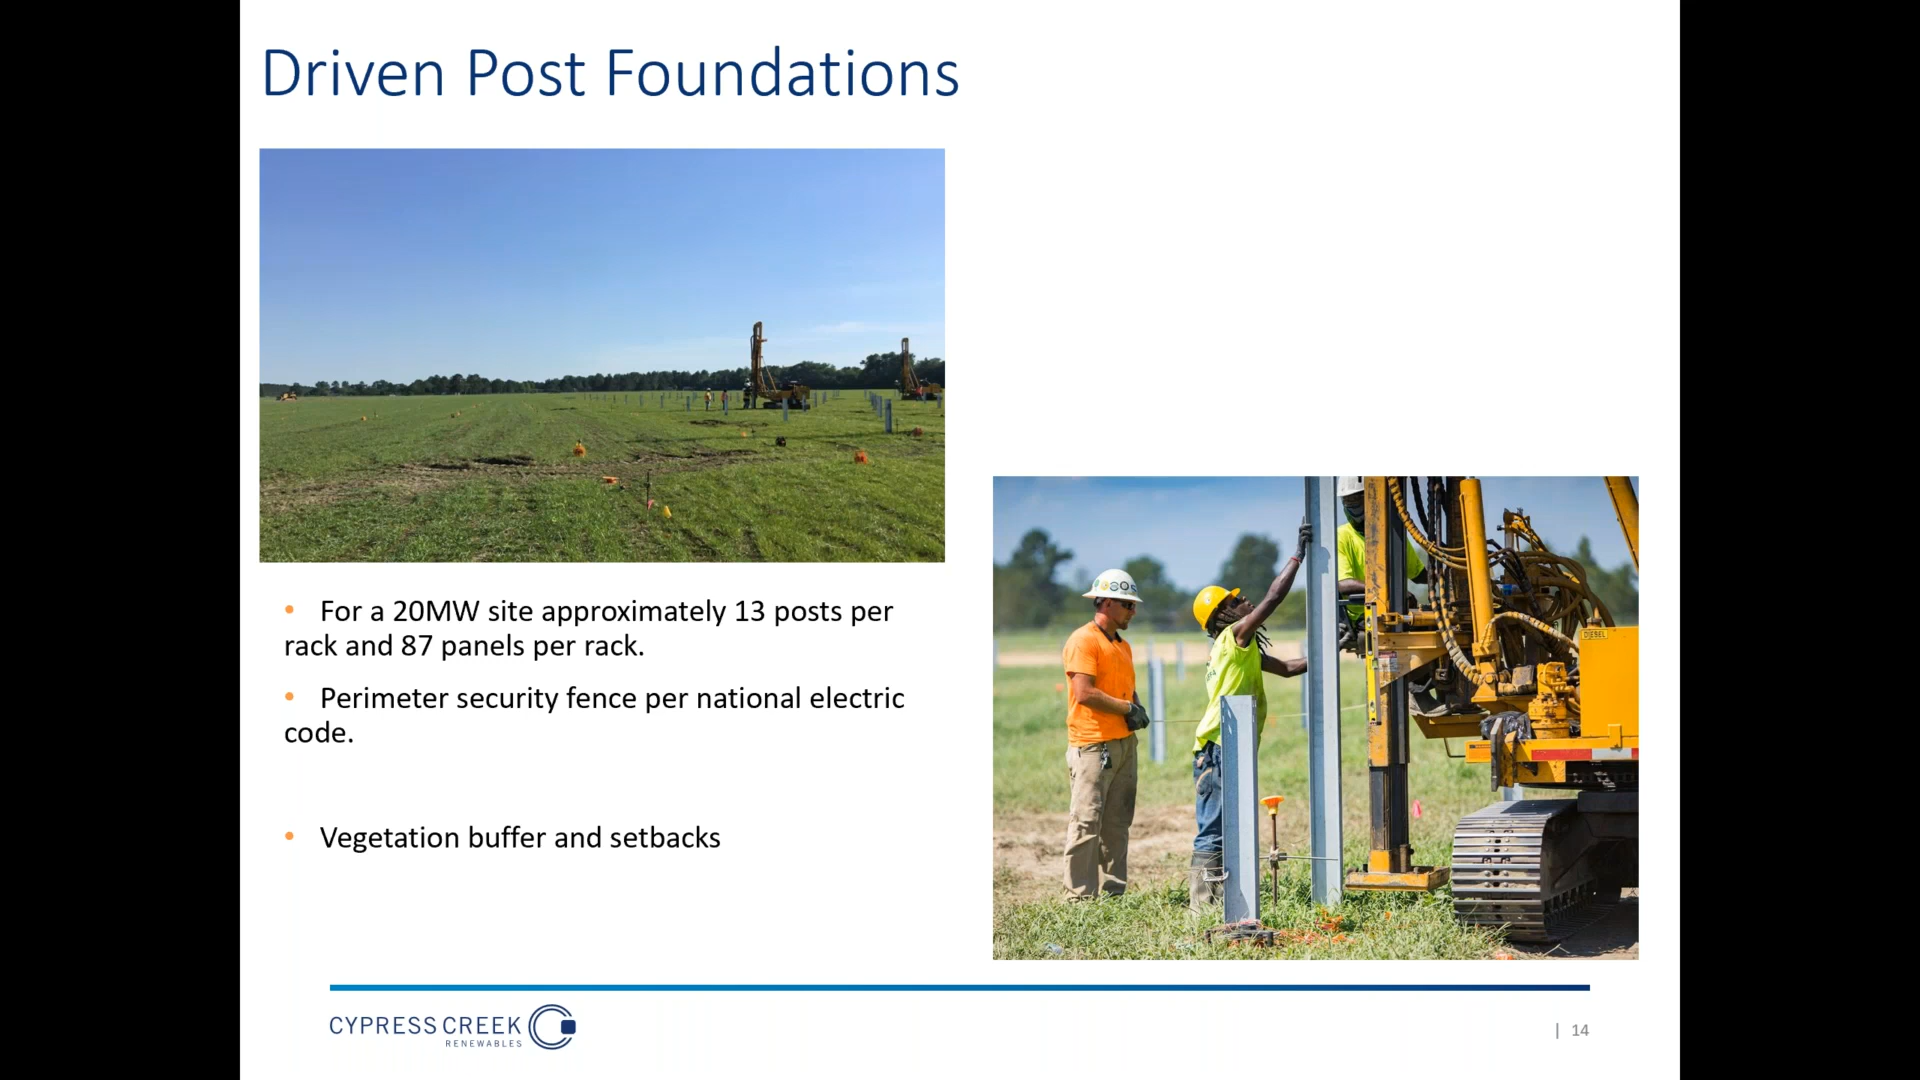 Driven Post Foundations
• For a 20MW site approximately 13 posts per
rack and 87 panels per rack.
• Perimeter security fence per national electric
code.
• Vegetation buffer and setbacks
DIESEL
CYPRESS CREEK
RENEWABLES
| 14